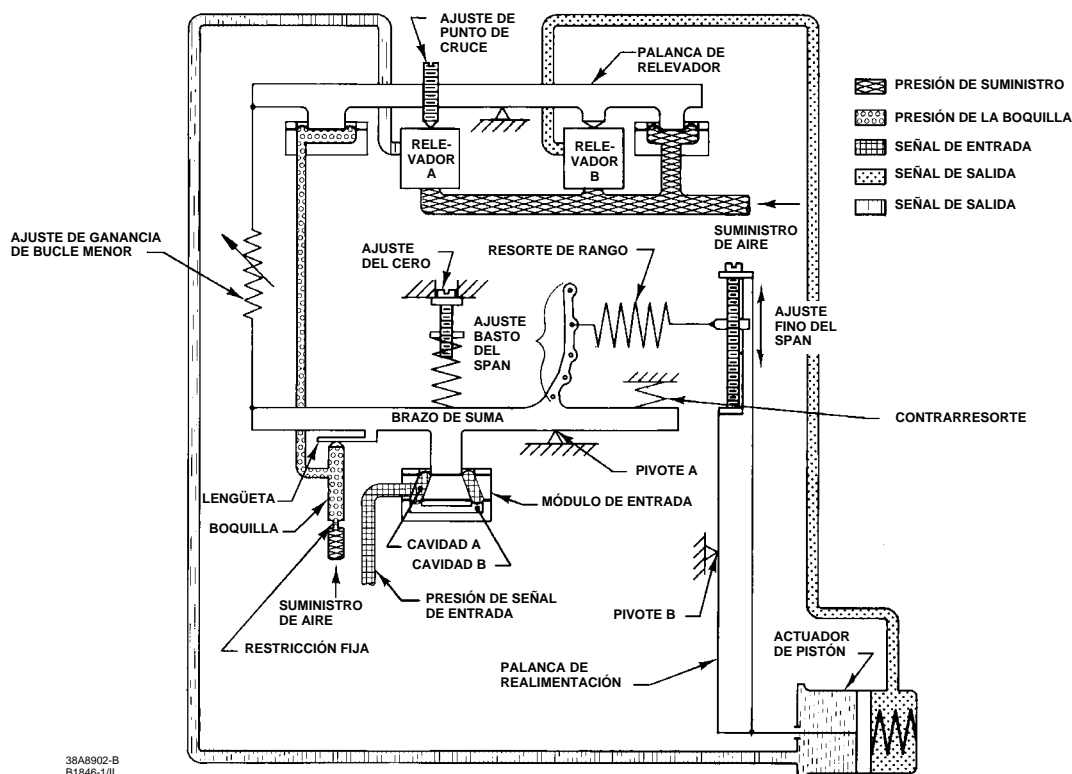 AJUSTE DE
PUNTO DE
CRUCE
PALANCA DE
RELEVADOR
PRESIÓN DE SUMINISTRO
PRESIÓN DE LA BOQUILLA
SEÑAL DE ENTRADA
SEÑAL DE SALIDA
SEÑAL DE SALIDA
RELE-
VADOR
A
RELE-
VADOR
B
SUMINISTRO
DE AIRE
AJUSTE DE GANANCIA
DE BUCLE MENOR
AJUSTE
DEL CERO
RESORTE DE RANGO
AJUSTE
BASTO
DEL
SPAN
AJUSTE
FINO DEL
SPAN
BRAZO DE SUMA
CONTRARRESORTE
PIVOTE A
LENGÜETA
MÓDULO DE ENTRADA
BOQUILLA
CAVIDAD A
CAVIDAD B
SUMINISTRO
DE AIRE
PRESIÓN DE SEÑAL
DE ENTRADA
PIVOTE B
RESTRICCIÓN FIJA
ACTUADOR
DE PISTÓN
PALANCA DE
REALIMENTACIÓN
38A8902-B
B1846-1/IL